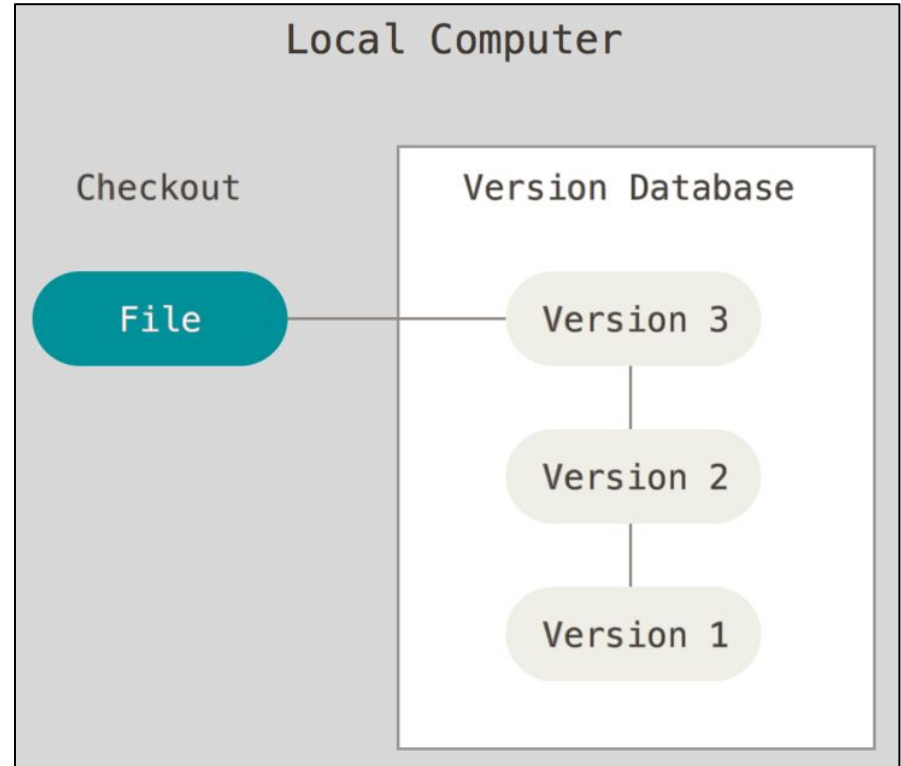 Local Computer
Checkout
Version Database
File
Version 3
Version 2
Version 1